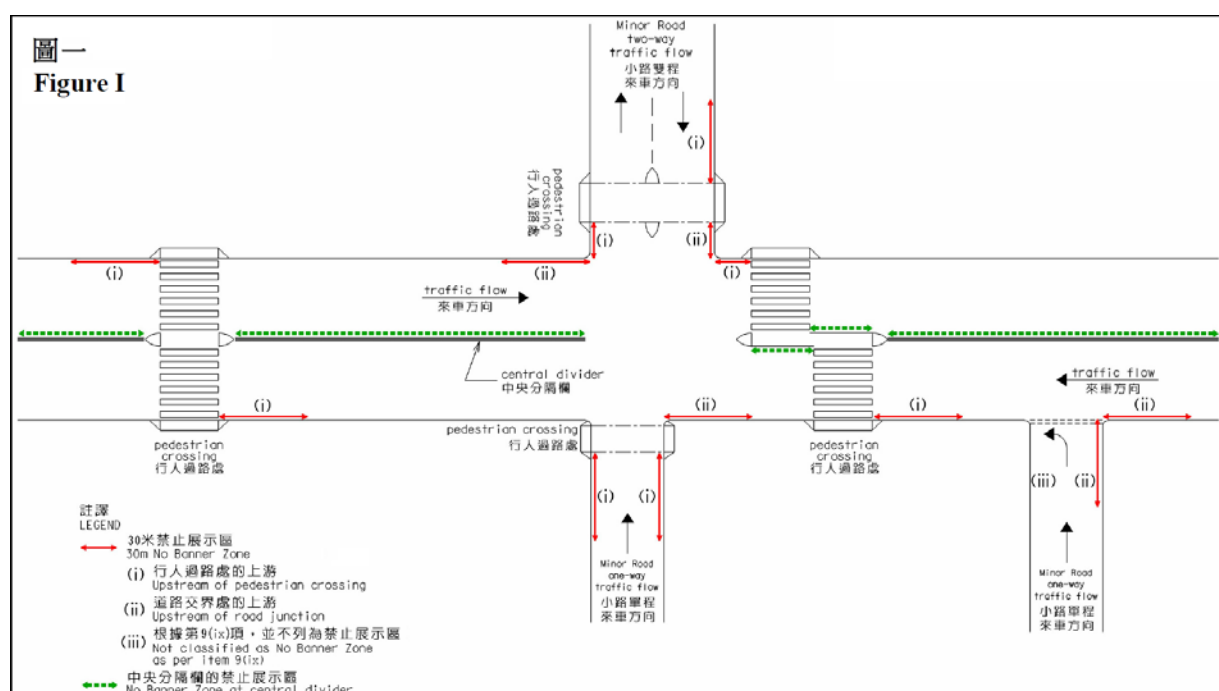 圖一
Figure I
Minor Road
two-way
traffic flow
小路雙程
來車方向
(i)
pedestrian
crossing
行人過路處
(i)
(ii)
(i)
(ii)
(i)
traffic flow
來車方向
central divider
中央分隔欄
traffic flow
來車方向
(i)
(ii)
(i)
(ii)
pedestrian
crossing
行人過路處
pedestrian crossing
行人過路處
pedestrian
crossing
行人過路處
(i)
(i)
(iii)
(ii)
Minor Road
one-way
traffic flow
小路單程
來車方向
Minor Road
one-way
traffic flow
小路單程
來車方向
註譯
LEGEND
30米禁止展示區
30m No Banner Zone
(i) 行人過路處的上游
Upstream of pedestrian crossing
(ii) 道路交界處的上游
Upstream of road junction
(iii) 根據第9(ix)項，並不列為禁止展示區
Not classified as No Banner Zone
as per item 9(ix)
中央分隔欄的禁止展示區
No Banner Zone at central divider